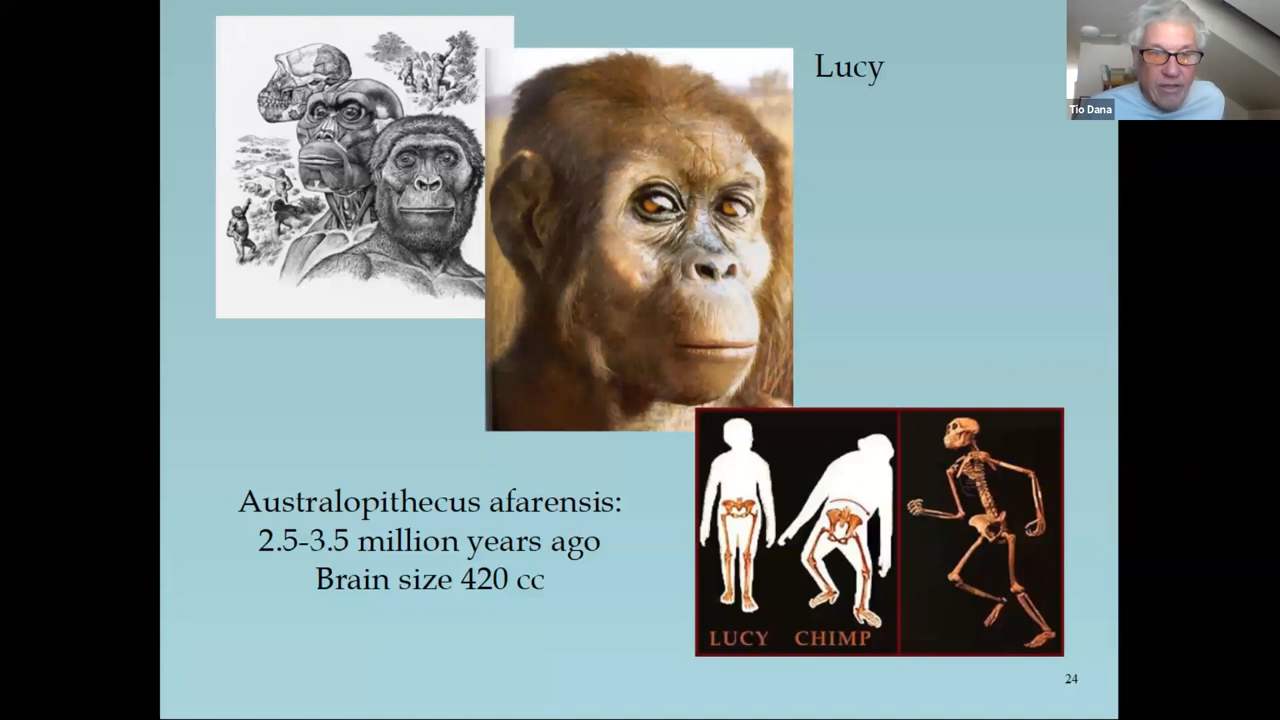 Lucy
Tio Dana
Australopithecus afarensis:
2.5-3.5 million years ago
Brain size 420 cc
LUCY CHIMP
24